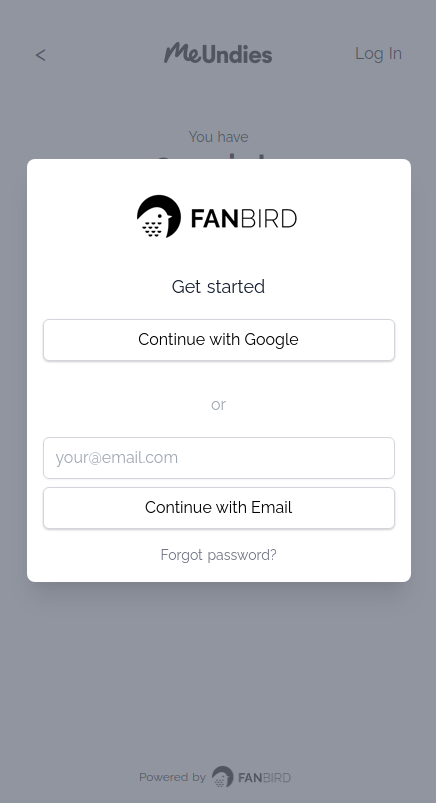 <
MeUndies
Log In
You have
FANBIRD
Get started
Continue with Google
or
your@email.com
Continue with Email
Forgot password?
Powered by FANBIRD